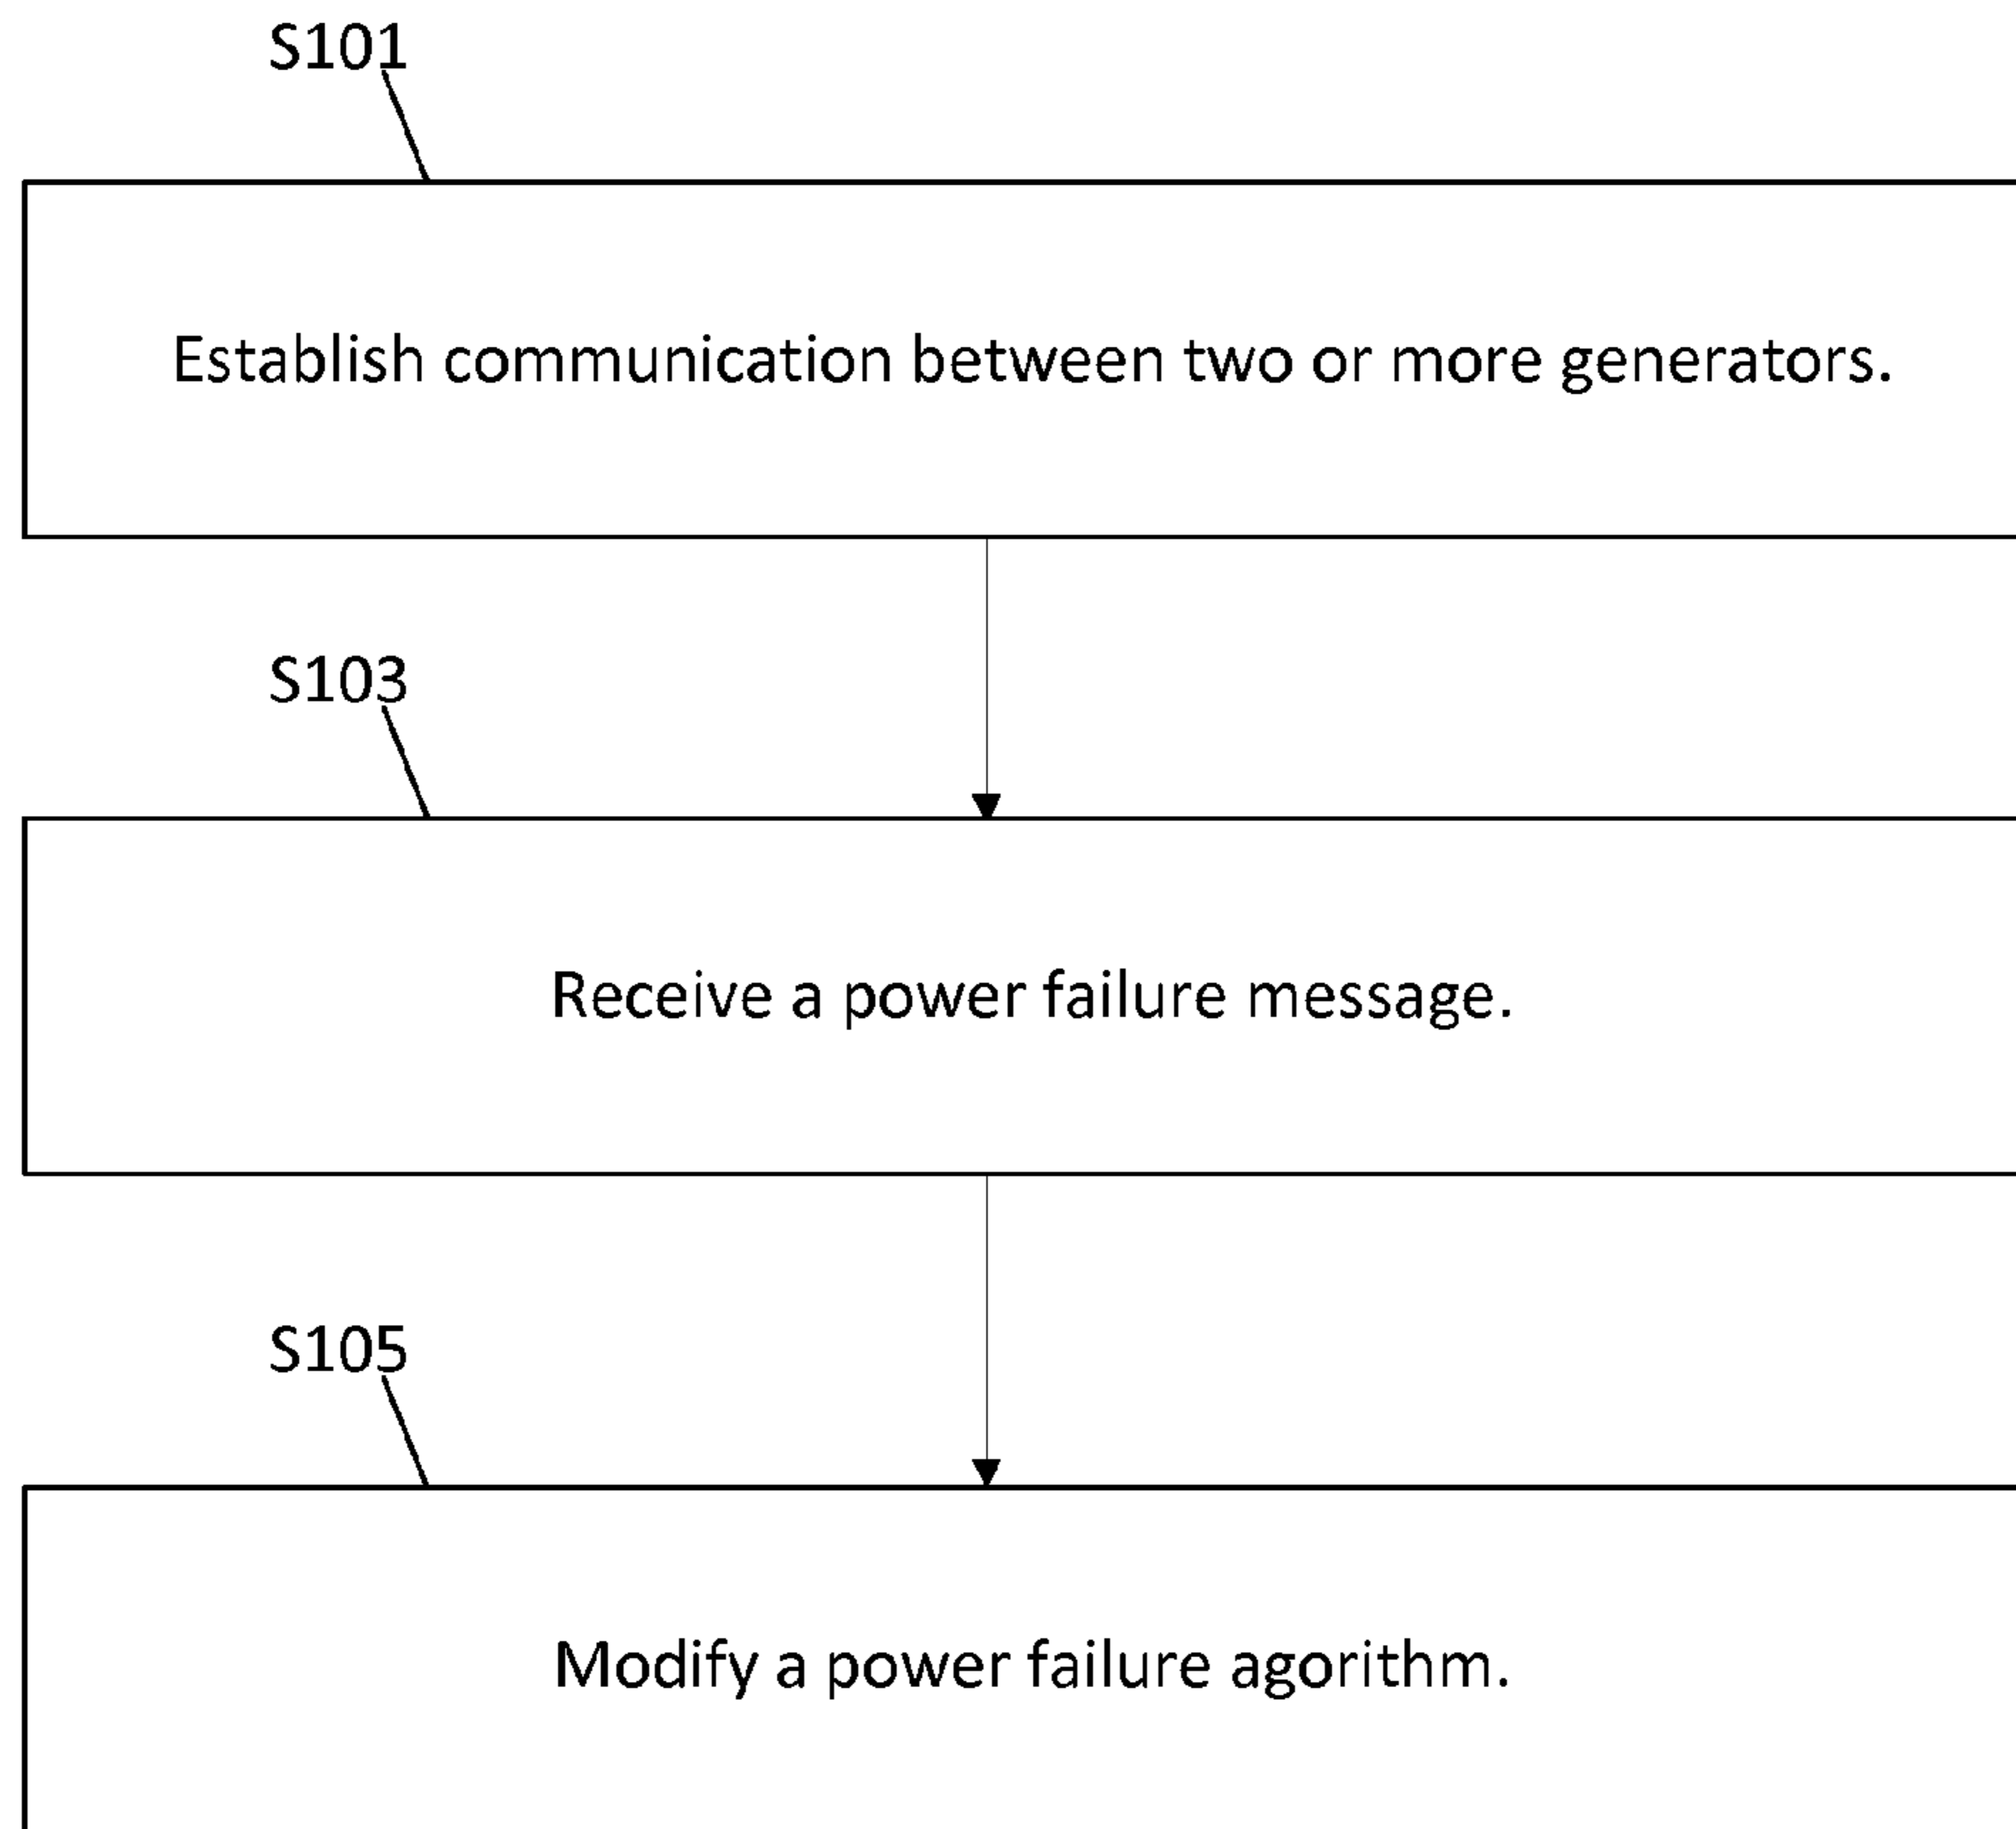 S101
Establish communication between two or more generators.
S103
Receive a power failure message.
S105
Modify a power failure agorithm.